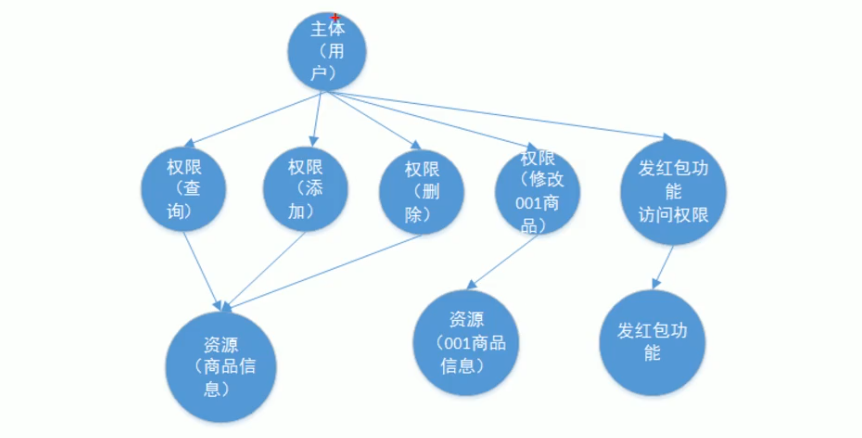 主体
（用
户）
权限
（查
询）
权限
（添
加）
权限
（删
除）
权限
（修改
001商
品）
发红包功
能
访问权限
资源
（商品信
息）
资源
（001商品
信息）
发红包功
能